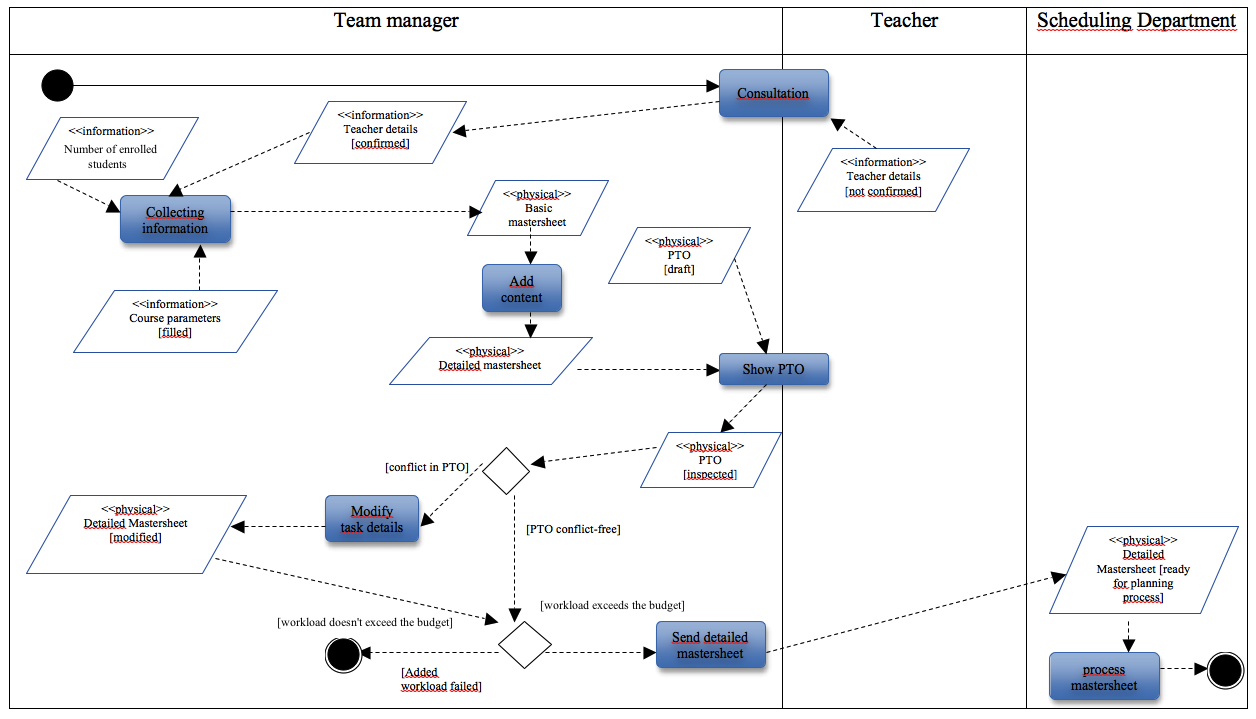 Team manager
Teacher
Scheduling Department
Consultation
<<information>>
Teacher details
[confirmed]
<<information>>
Number of enrolled
students
<<information>>
Teacher details
[not confirmed]
Collecting
information
<<physical>>
Basic
mastersheet
<<physical>>
PTO
[draft]
Add
content
<<information>>
Course parameters
[filled]
<<physical>>
Detailed mastersheet
Show PTO
<<physical>>
PTO
[inspected]
[conflict in PTO]
Modify
task details
<<physical>>
Detailed Mastersheet
[modified]
[PTO conflict-free]
<<physical>>
Detailed
Mastersheet [ready
for planning
process]
[workload exceeds the budget]
[workload doesn't exceed the budget]
Send detailed
mastersheet
[Added
workload failed]
process
mastersheet